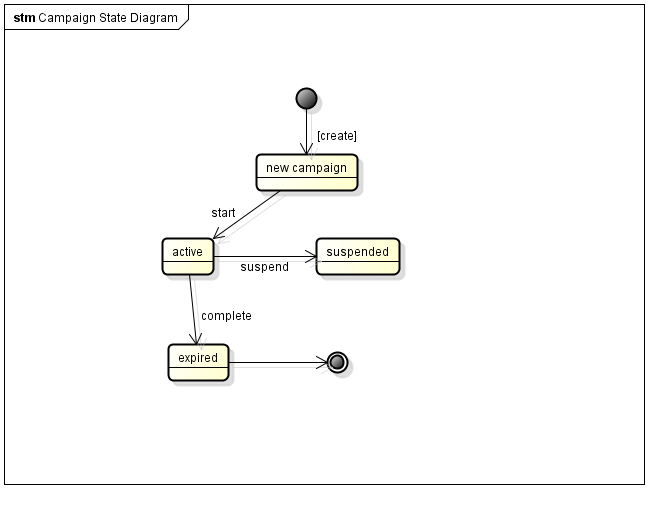 stm Campaign State Diagram
[create]
new campaign
start
active
suspended
suspend
complete
expired